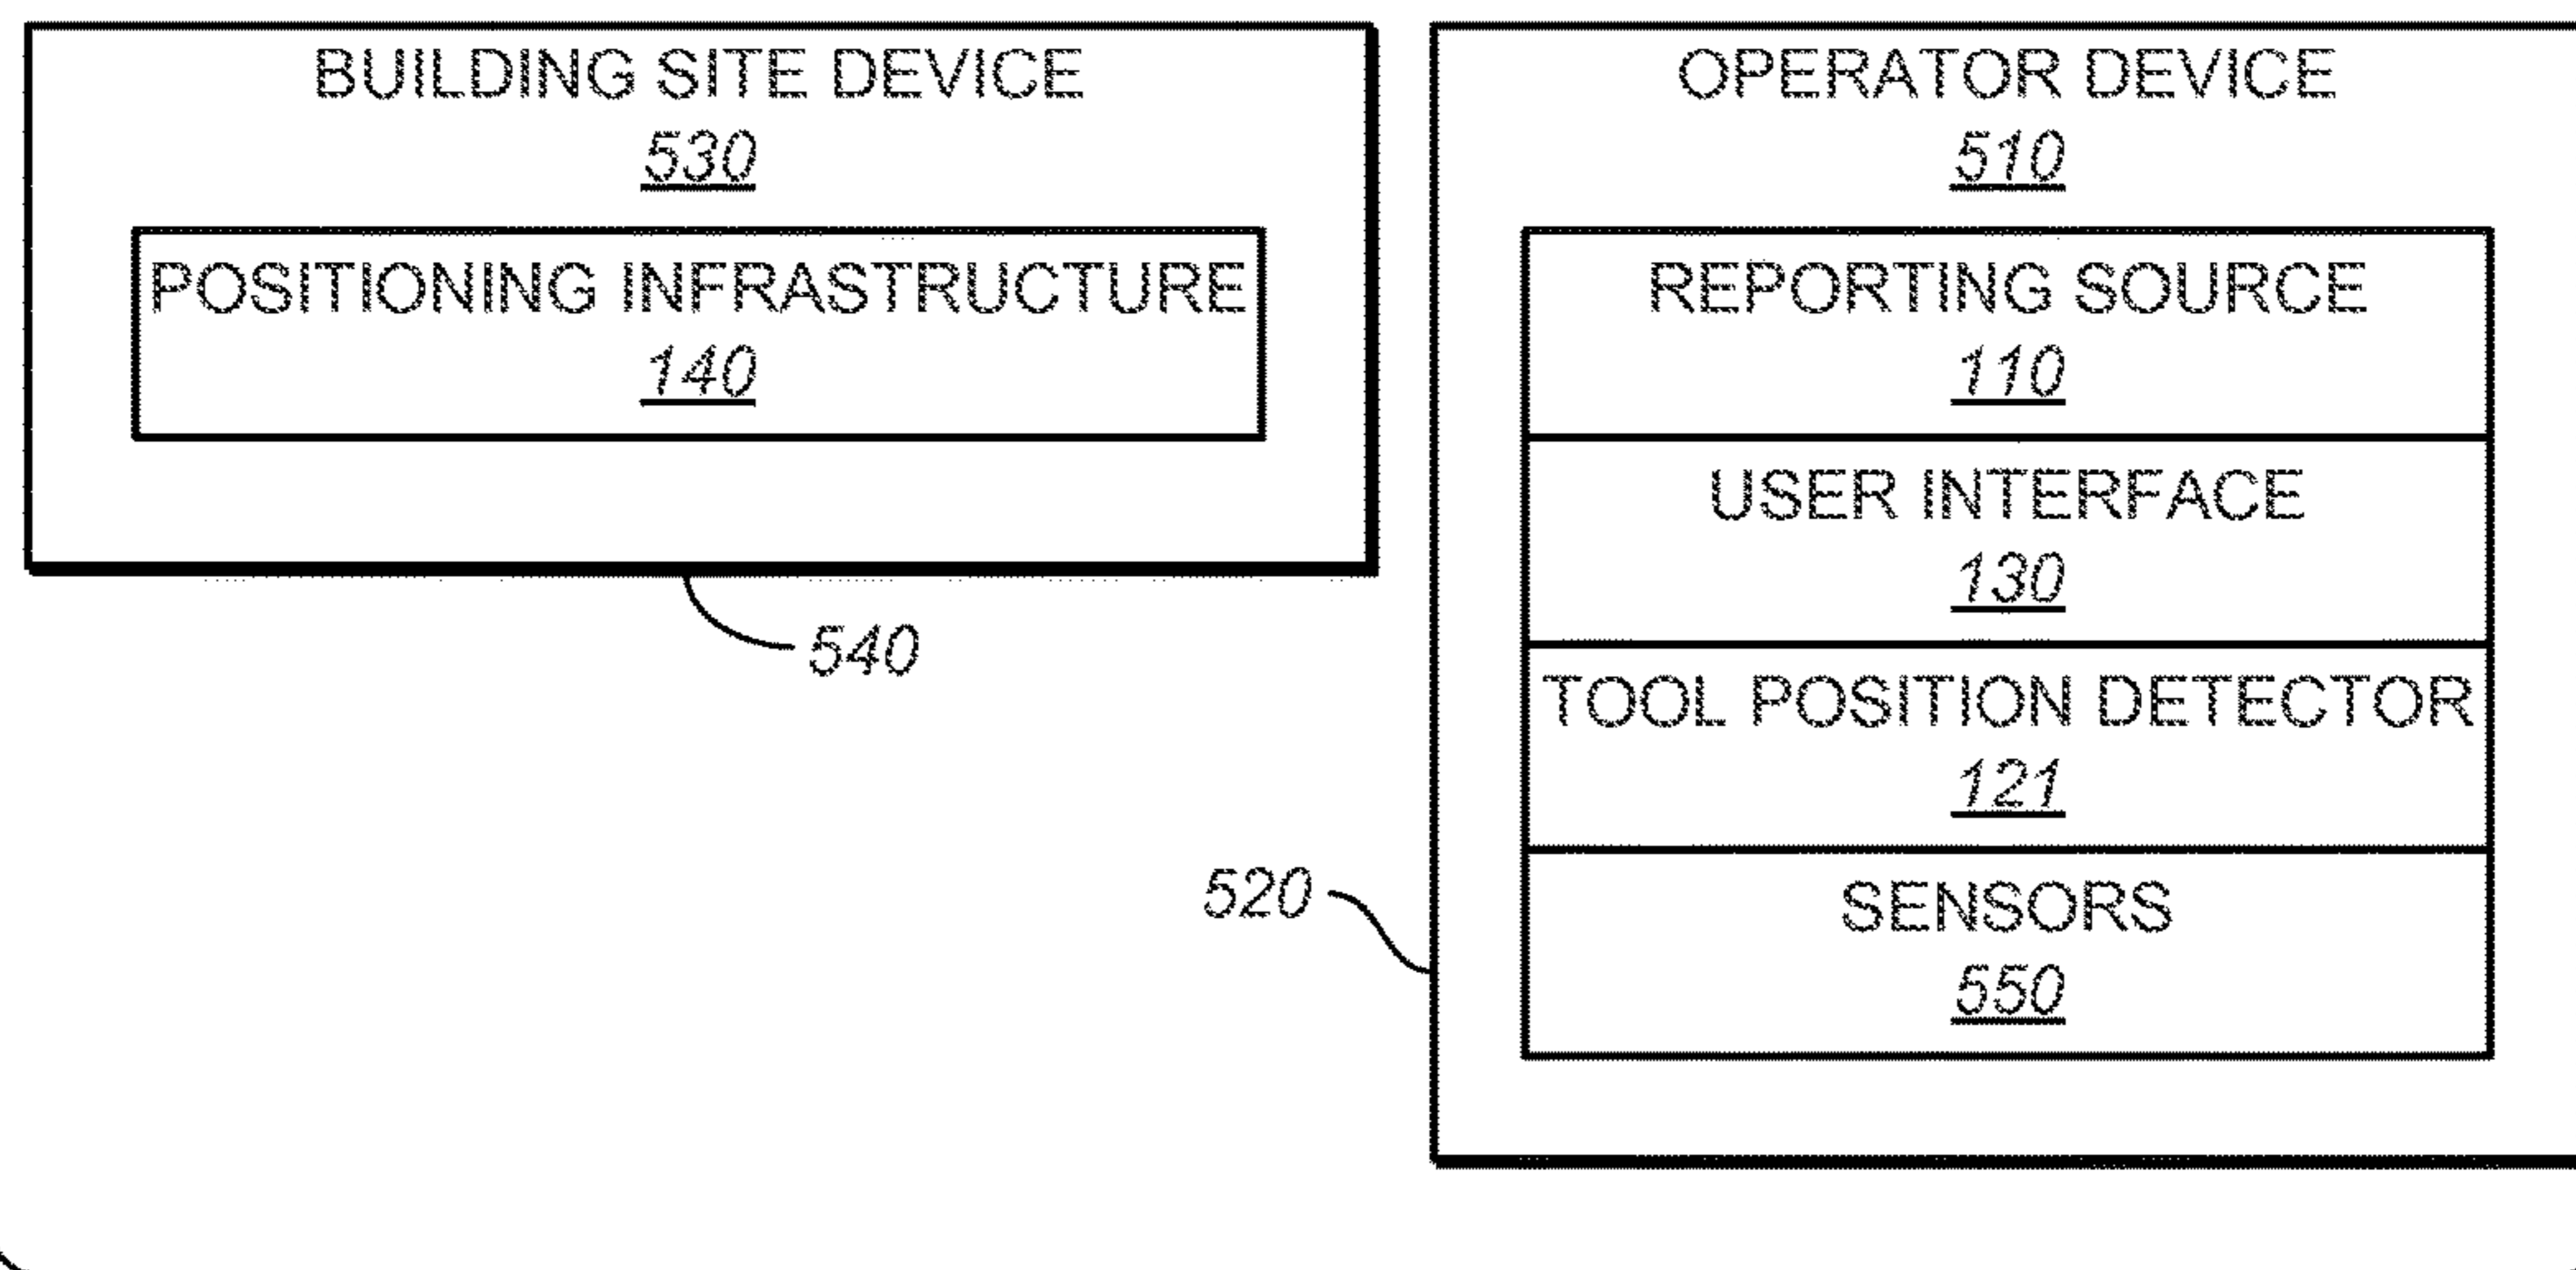 BUILDING SITE DEVICE
530
POSITIONING INFRASTRUCTURE
140
540
OPERATOR DEVICE
510
REPORTING SOURCE
110
USER INTERFACE
130
TOOL POSITION DETECTOR
121
SENSORS
550
520